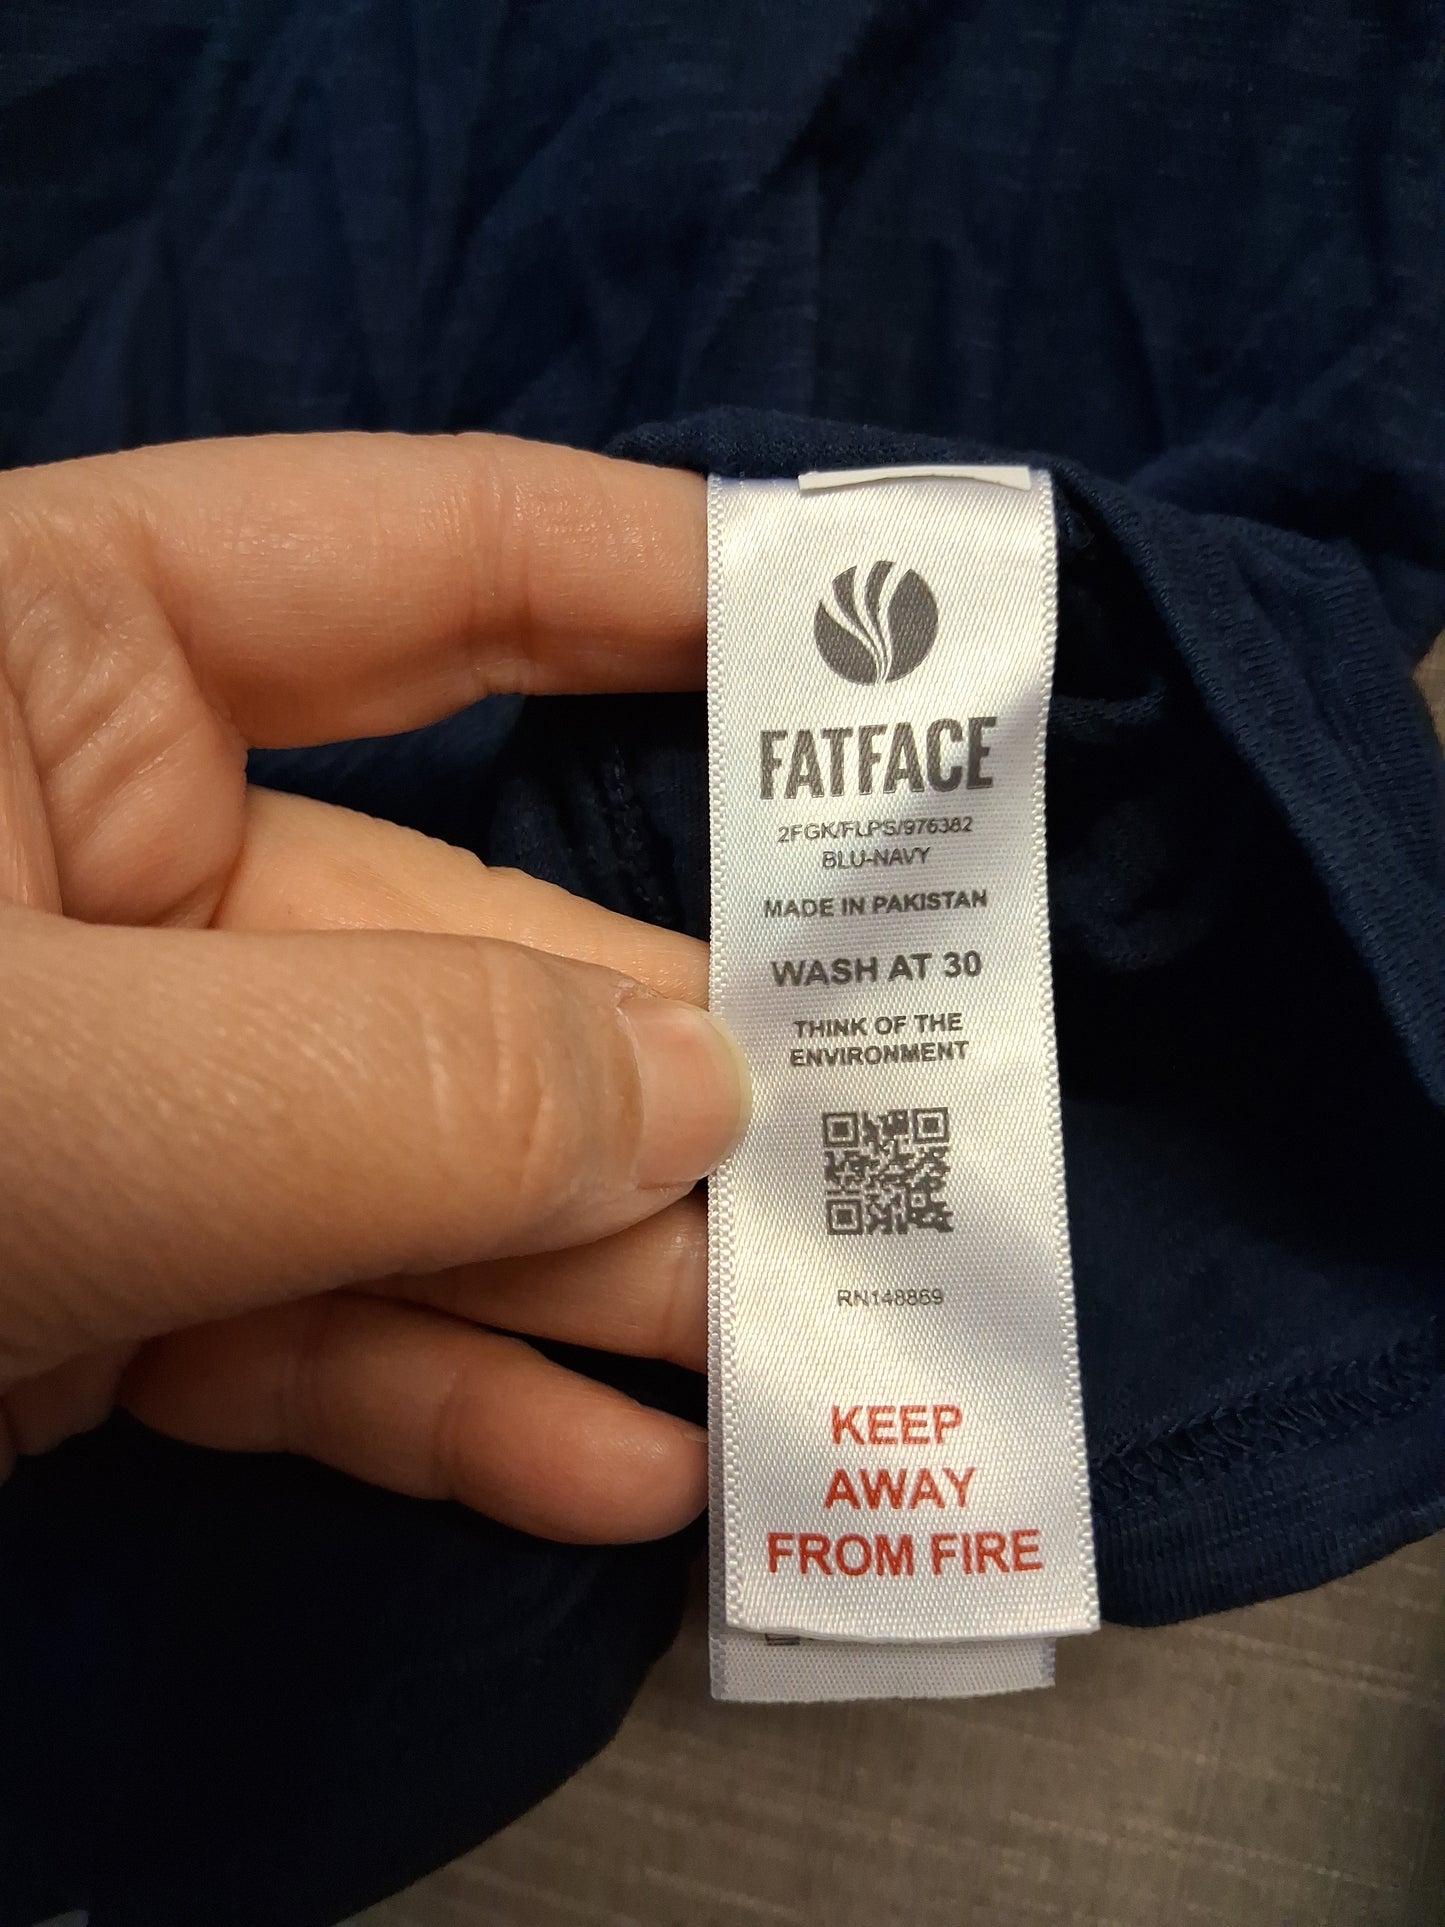 FATFACE
2FGK/FLPS/976382
BLU-NAVY
MADE IN PAKISTAN
WASH AT 30
THINK OF THE
ENVIRONMENT
RN148869
KEEP
AWAY
FROM FIRE